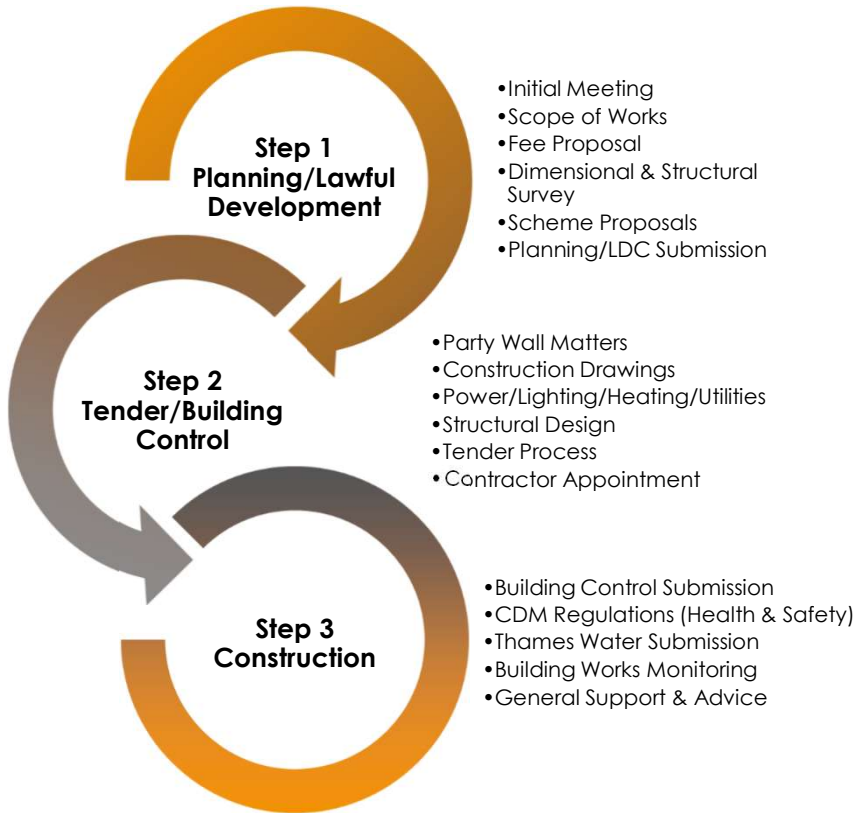 Step 1
Planning/Lawful
Development
•Initial Meeting
•Scope of Works
•Fee Proposal
•Dimensional & Structural
Survey
•Scheme Proposals
•Planning/LDC Submission
Step 2
Tender/Building
Control
•Party Wall Matters
•Construction Drawings
•Power/Lighting/Heating/Utilities
•Structural Design
•Tender Process
•Contractor Appointment
Step 3
Construction
•Building Control Submission
•CDM Regulations (Health & Safety)
•Thames Water Submission
•Building Works Monitoring
•General Support & Advice